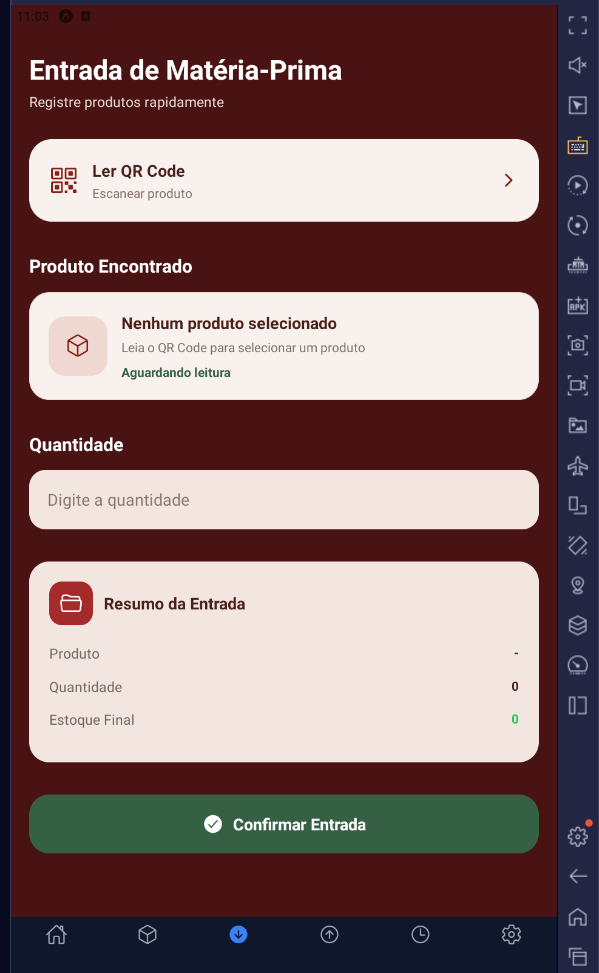 11:03
Entrada de Matéria-Prima
Registre produtos rapidamente
Ler QR Code
Escanear produto
Produto Encontrado
Nenhum produto selecionado
Leia o QR Code para selecionar um produto
Aguardando leitura
Quantidade
Digite a quantidade
Resumo da Entrada
Produto -
Quantidade 0
Estoque Final 0
Confirmar Entrada
APK